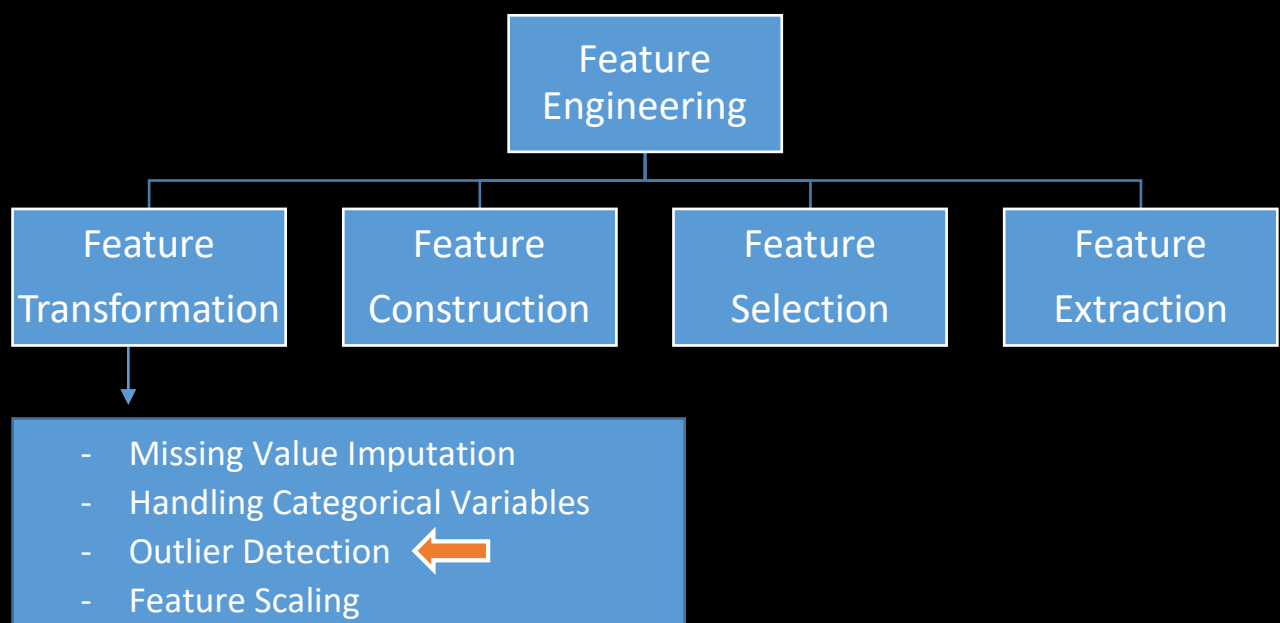 Feature
Engineering
Feature
Transformation
Feature
Construction
Feature
Selection
Feature
Extraction
- Missing Value Imputation
- Handling Categorical Variables
- Outlier Detection
- Feature Scaling